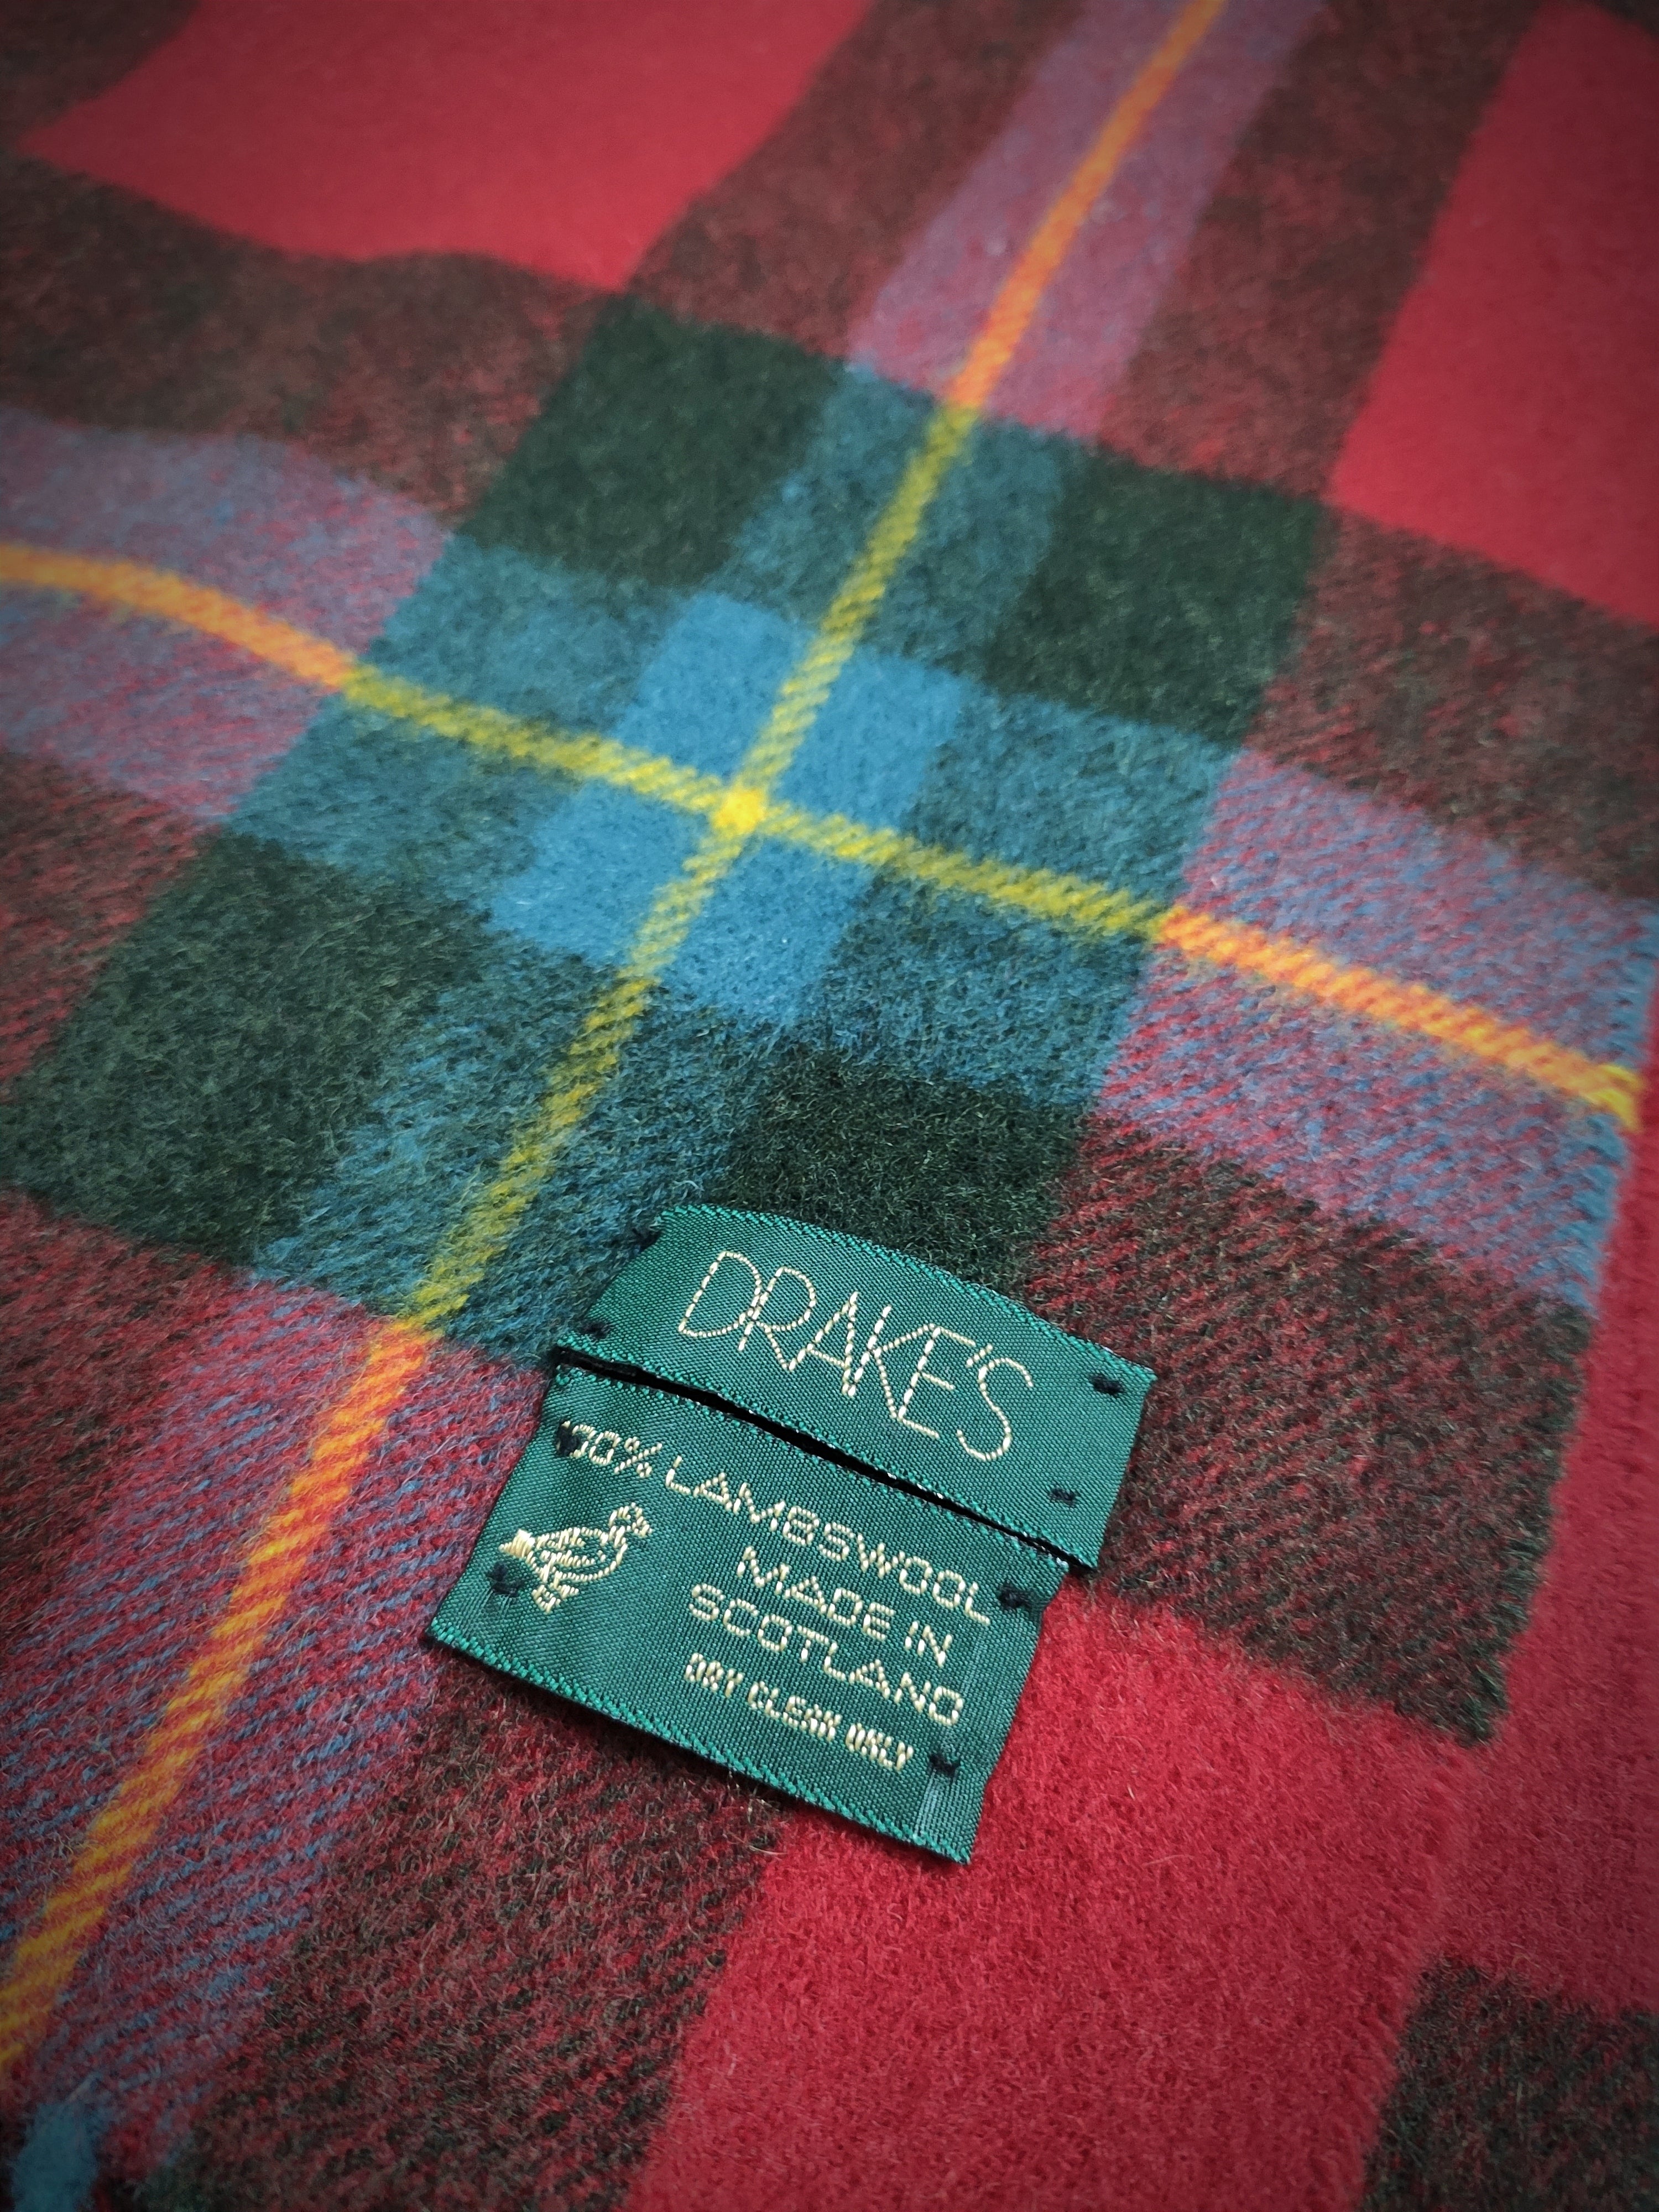 DRAKE'S
100% LAMBSWOOL
MADE IN
SCOTLAND
DRY CLEAN ONLY